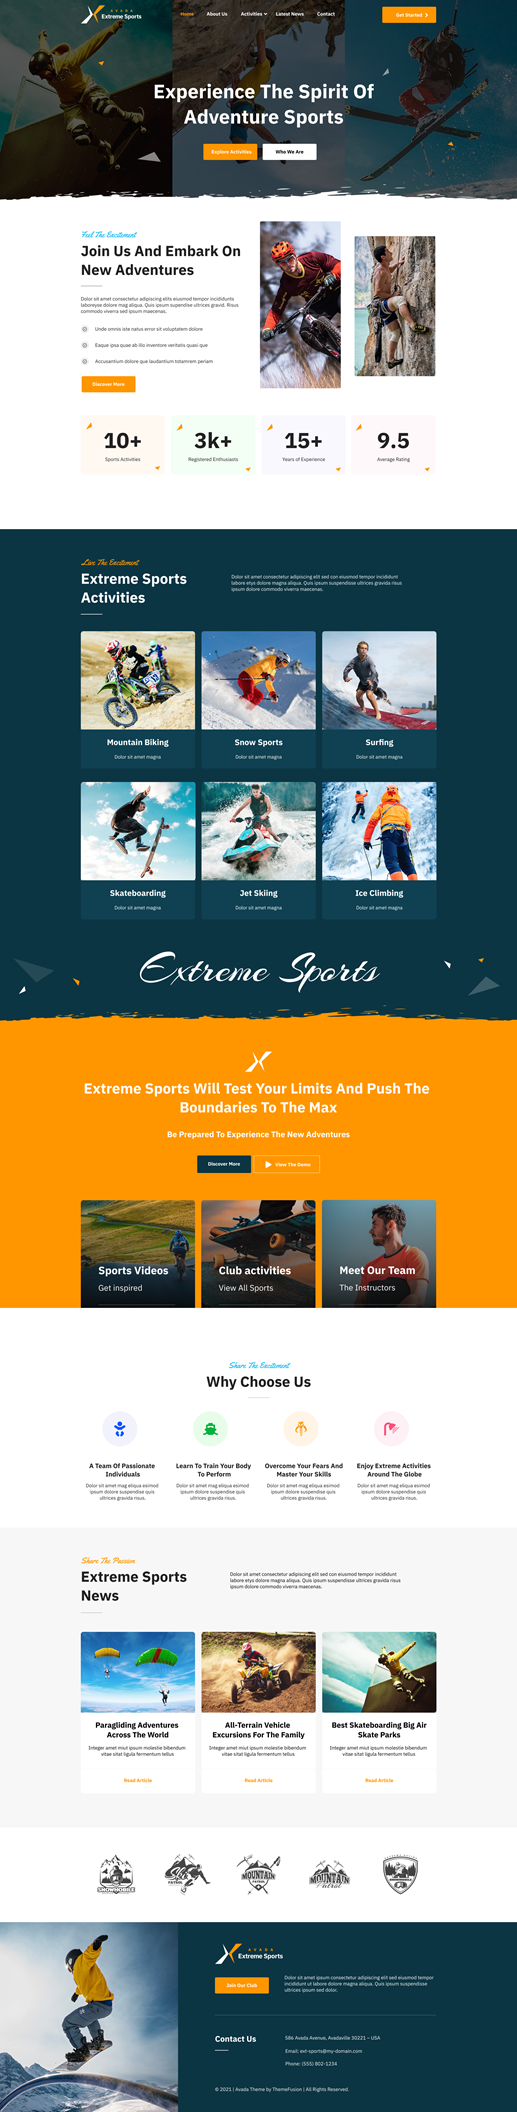 AVADA
Extreme Sports
Home
About Us
Activities
Latest News
Contact
Get Started
Experience The Spirit Of
Adventure Sports
Explore Activities
Who We Are
Feel The Excitement
Join Us And Embark On
New Adventures
Dolor sit amet consectetur adipiscing elits eiusmod tempor incididunts
laboreyse dolore mag aliqua. Quis ipsum supendise ultrices gravid. Risus
commodo viverra sed ipsum maecenas.
Unde omnis iste natus error sit voluptatem dolore
Eaque ipsa quae ab illo inventore veritatis quasi que
Accusantium dolore que laudantium totamrem periam
Discover More
10+
Sports Activities
3k+
Registered Enthusiasts
15+
Years of Experience
9.5
Average Rating
Live The Excitement
Extreme Sports
Activities
Dolor sit amet consectetur adipiscing elit sed con eiusmod tempor incididunt
labore etys dolore magna aliqua. Quis ipsum suspendisse ultrices gravida risus
ipsum dolore commodo viverra maecenas.
Mountain Biking
Dolor sit amet magna
Snow Sports
Dolor sit amet magna
Surfing
Dolor sit amet magna
Skateboarding
Dolor sit amet magna
Jet Skiing
Dolor sit amet magna
Ice Climbing
Dolor sit amet magna
Extreme Sports
Extreme Sports Will Test Your Limits And Push The
Boundaries To The Max
Be Prepared To Experience The New Adventures
Discover More
View The Demo
Sports Videos
Get inspired
Club activities
View All Sports
Meet Our Team
The Instructors
Share The Excitement
Why Choose Us
A Team Of Passionate
Individuals
Dolor sit amet mag eliqua esimod
ipsum dolore suspendisse quis
ultrices gravida risus.
Learn To Train Your Body
To Perform
Dolor sit amet mag eliqua esimod
ipsum dolore suspendisse quis
ultrices gravida risus.
Overcome Your Fears And
Master Your Skills
Dolor sit amet mag eliqua esimod
ipsum dolore suspendisse quis
ultrices gravida risus.
Enjoy Extreme Activities
Around The Globe
Dolor sit amet mag eliqua esimod
ipsum dolore suspendisse quis
ultrices gravida risus.
Share The Passion
Extreme Sports
News
Dolor sit amet consectetur adipiscing elit sed con eiusmod tempor incididunt
labore etys dolore magna aliqua. Quis ipsum suspendisse ultrices gravida risus
ipsum dolore commodo viverra maecenas.
Paragliding Adventures
Across The World
Integer amet miut ipsum molestie bibendum
vitae sitat ligula fermentum tellus
Read Article
All-Terrain Vehicle
Excursions For The Family
Integer amet miut ipsum molestie bibendum
vitae sitat ligula fermentum tellus
Read Article
Best Skateboarding Big Air
Skate Parks
Integer amet miut ipsum molestie bibendum
vitae sitat ligula fermentum tellus
Read Article
SNOWMOBILE
PATROL
MOUNTAIN
PATROL
MOUNTAIN
Patrol
AVADA
Extreme Sports
Join Our Club
Dolor sit amet ipsum consectetur adipiscing elit sed eiusmod tempor
incididunt ut labore dolore magna aliqua. Quis ipsum suspendisse
ultrices ipsum sed dolor.
Contact Us
586 Avada Avenue, Avadaville 30221 – USA
Email: ext-sports@my-domain.com
Phone: (555) 802-1234
© 2021 | Avada Theme by ThemeFusion | All Rights Reserved.